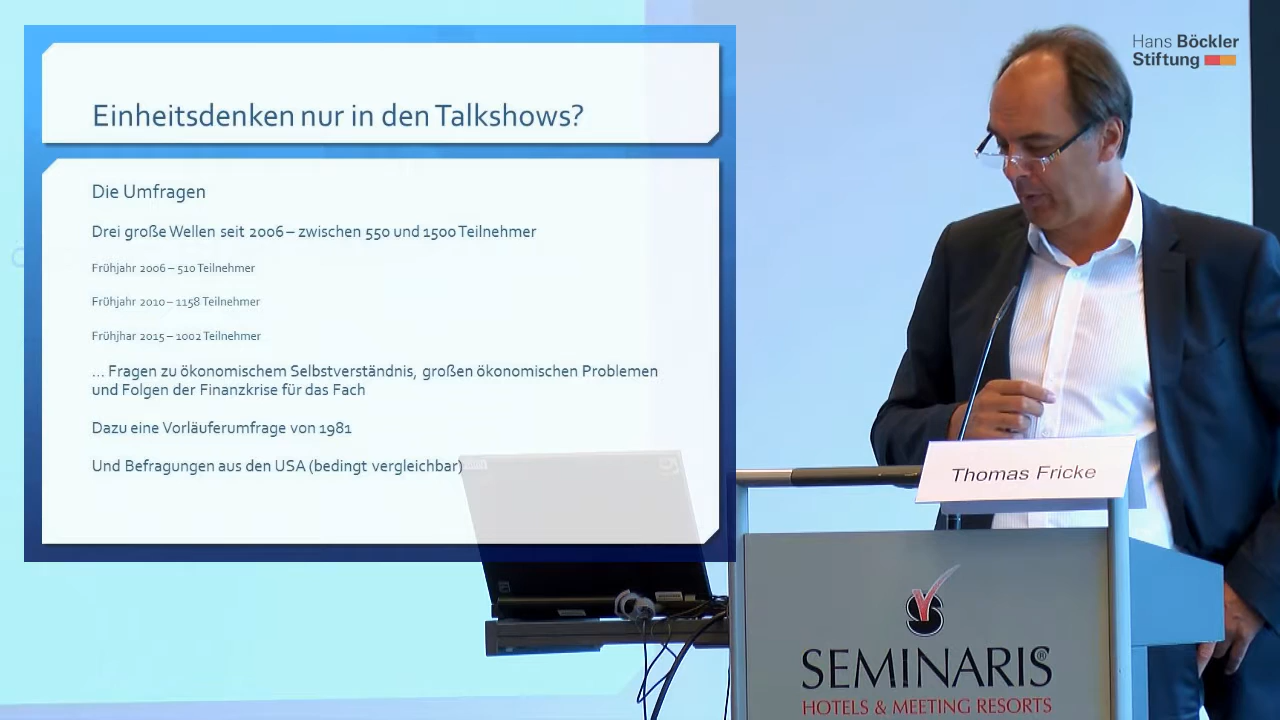 Einheitsdenken nur in den Talkshows?
Die Umfragen
Drei große Wellen seit 2006 – zwischen 550 und 1500 Teilnehmer
Frühjahr 2006 – 510 Teilnehmer
Frühjahr 2010 – 1158 Teilnehmer
Frühjhar 2015 – 1002 Teilnehmer
... Fragen zu ökonomischem Selbstverständnis, großen ökonomischen Problemen
und Folgen der Finanzkrise für das Fach
Dazu eine Vorläuferumfrage von 1981
Und Befragungen aus den USA (bedingt vergleichbar)
Hans Böckler
Stiftung
Thomas Fricke
SEMINARIS®
HOTELS & MEETING RESORTS